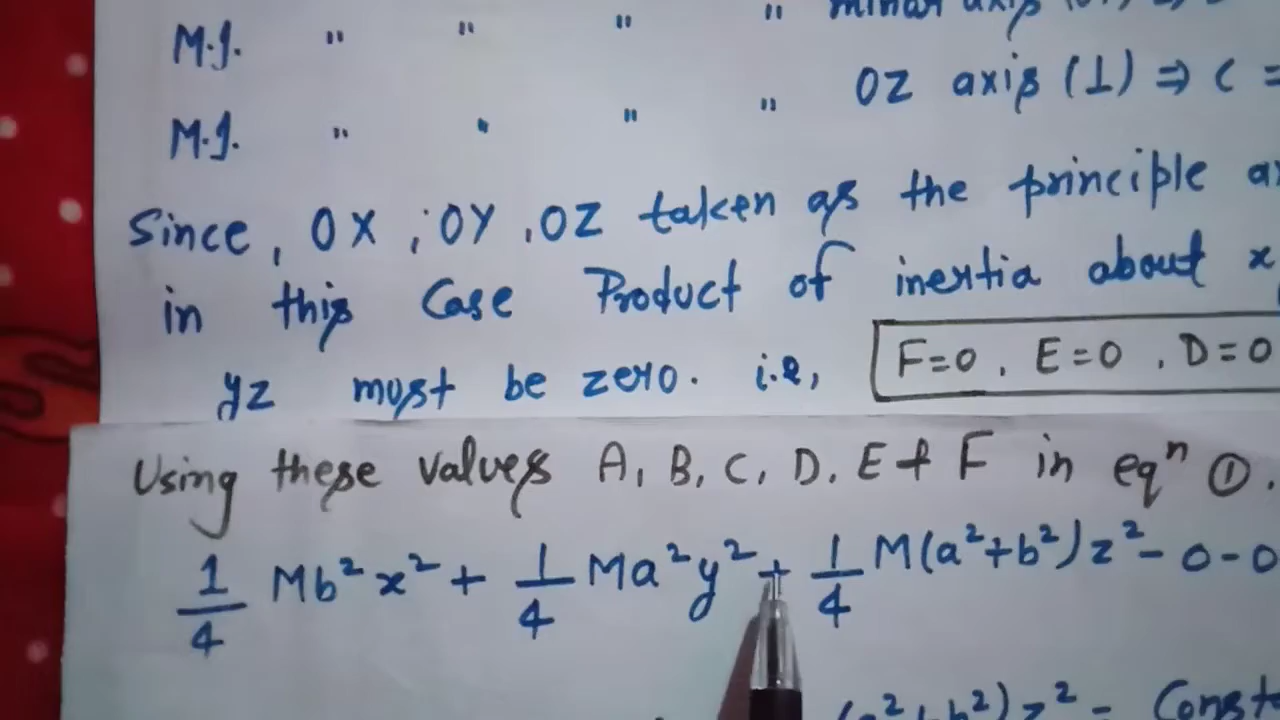 M.I. " " " " minar axis
M.I. " " " " OZ axis (⊥) ⇒ C =
Since, OX, OY, OZ taken as the principle
in this Case Product of inertia about x
yz must be zero. i.e, F=0, E=0, D=0
Using these values A, B, C, D, E & F in eqⁿ ①.
1/4 Mb²x² + 1/4 Ma²y² + 1/4 M(a²+b²)z² - 0 - 0
(a²+b²)z² = Const